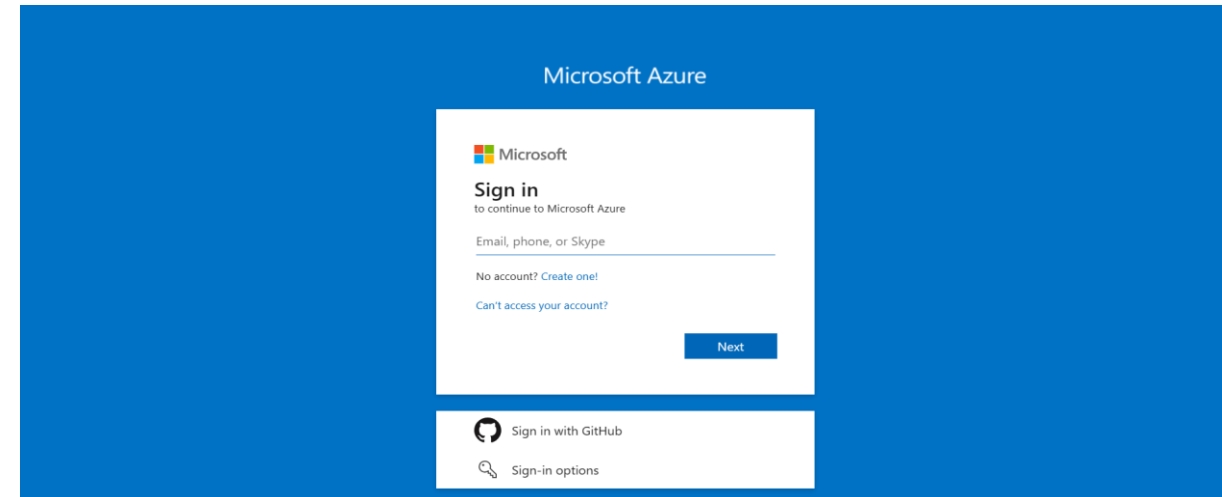 Microsoft Azure
Microsoft
Sign in
to continue to Microsoft Azure
Email, phone, or Skype
No account? Create one!
Can't access your account?
Next
Sign in with GitHub
Sign-in options